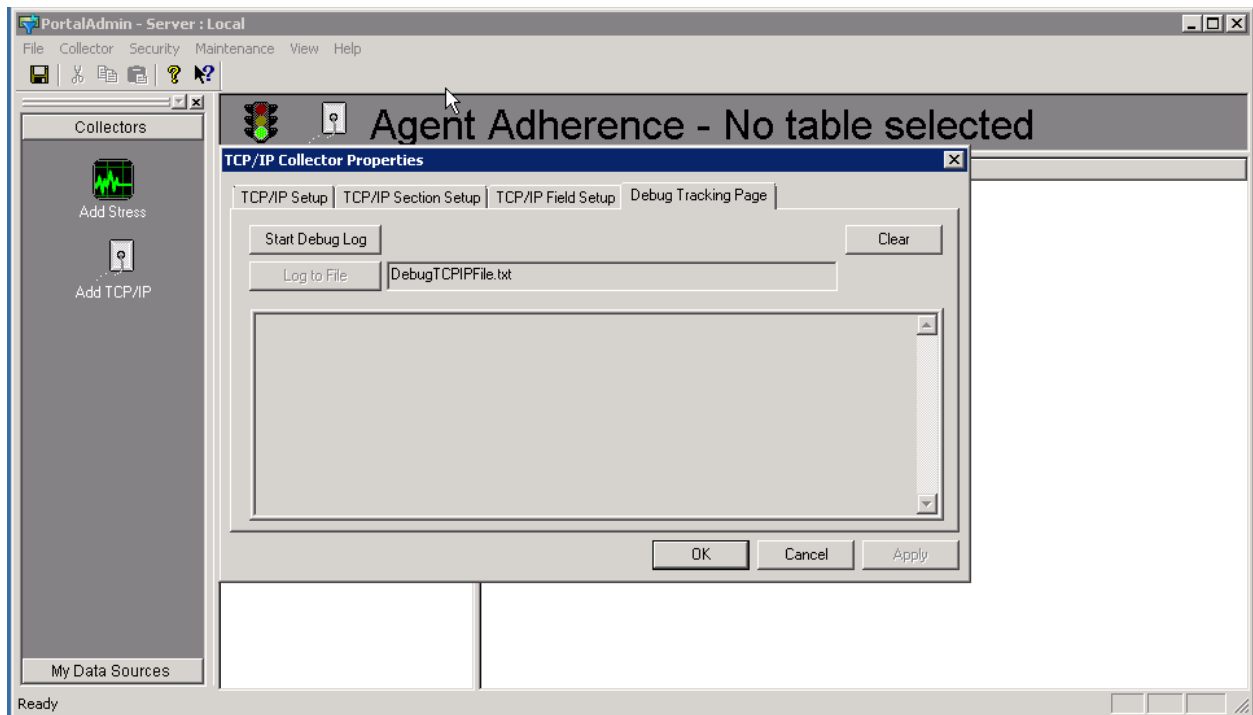 PortalAdmin - Server : Local
File Collector Security Maintenance View Help
Collectors
Agent Adherence - No table selected
Add Stress
Add TCP/IP
TCP/IP Collector Properties
TCP/IP Setup TCP/IP Section Setup TCP/IP Field Setup Debug Tracking Page
Start Debug Log Clear
Log to File DebugTCPIPFile.txt
OK Cancel Apply
My Data Sources
Ready